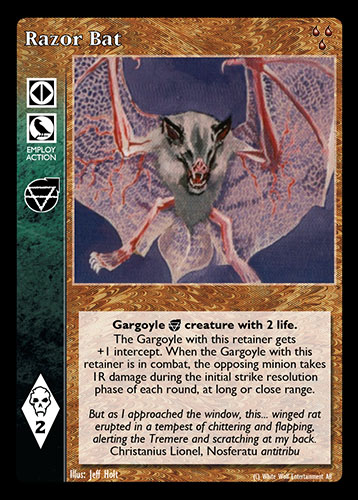 Razor Bat
EMPLOY
ACTION
Gargoyle creature with 2 life.
The Gargoyle with this retainer gets
+1 intercept. When the Gargoyle with this
retainer is in combat, the opposing minion takes
1R damage during the initial strike resolution
phase of each round, at long or close range.
But as I approached the window, this... winged rat
erupted in a tempest of chittering and flapping,
alerting the Tremere and scratching at my back.
Christanius Lionel, Nosferatu antitribu
2
Illus: Jeff Holt
(C) White Wolf Entertainment AB